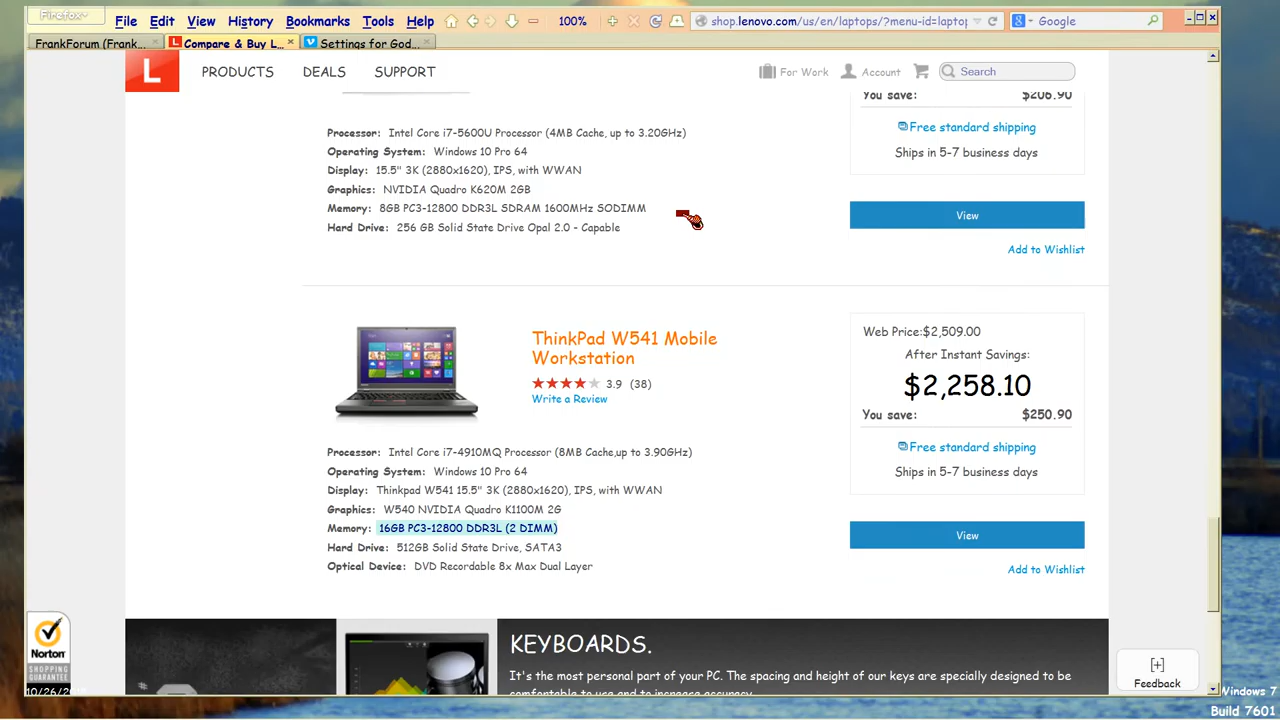 Firefox
File Edit View History Bookmarks Tools Help 100% shop.lenovo.com/us/en/laptops/?menu-id=laptop Google
FrankForum (Frank... Compare & Buy L... Settings for God...
L PRODUCTS DEALS SUPPORT For Work Account Search
You save: $206.90
Free standard shipping
Ships in 5-7 business days
View
Add to Wishlist
Processor: Intel Core i7-5600U Processor (4MB Cache, up to 3.20GHz)
Operating System: Windows 10 Pro 64
Display: 15.5" 3K (2880x1620), IPS, with WWAN
Graphics: NVIDIA Quadro K620M 2GB
Memory: 8GB PC3-12800 DDR3L SDRAM 1600MHz SODIMM
Hard Drive: 256 GB Solid State Drive Opal 2.0 - Capable
ThinkPad W541 Mobile
Workstation
3.9 (38)
Write a Review
Processor: Intel Core i7-4910MQ Processor (8MB Cache,up to 3.90GHz)
Operating System: Windows 10 Pro 64
Display: Thinkpad W541 15.5" 3K (2880x1620), IPS, with WWAN
Graphics: W540 NVIDIA Quadro K1100M 2G
Memory: 16GB PC3-12800 DDR3L (2 DIMM)
Hard Drive: 512GB Solid State Drive, SATA3
Optical Device: DVD Recordable 8x Max Dual Layer
Web Price:$2,509.00
After Instant Savings:
$2,258.10
You save: $250.90
Free standard shipping
Ships in 5-7 business days
View
Add to Wishlist
KEYBOARDS.
It's the most personal part of your PC. The spacing and height of our keys are specially designed to be
comfortable to use and to increase accuracy.
Norton
SHOPPING
GUARANTEE
10/26/
[+]
Feedback
Windows 7
Build 7601